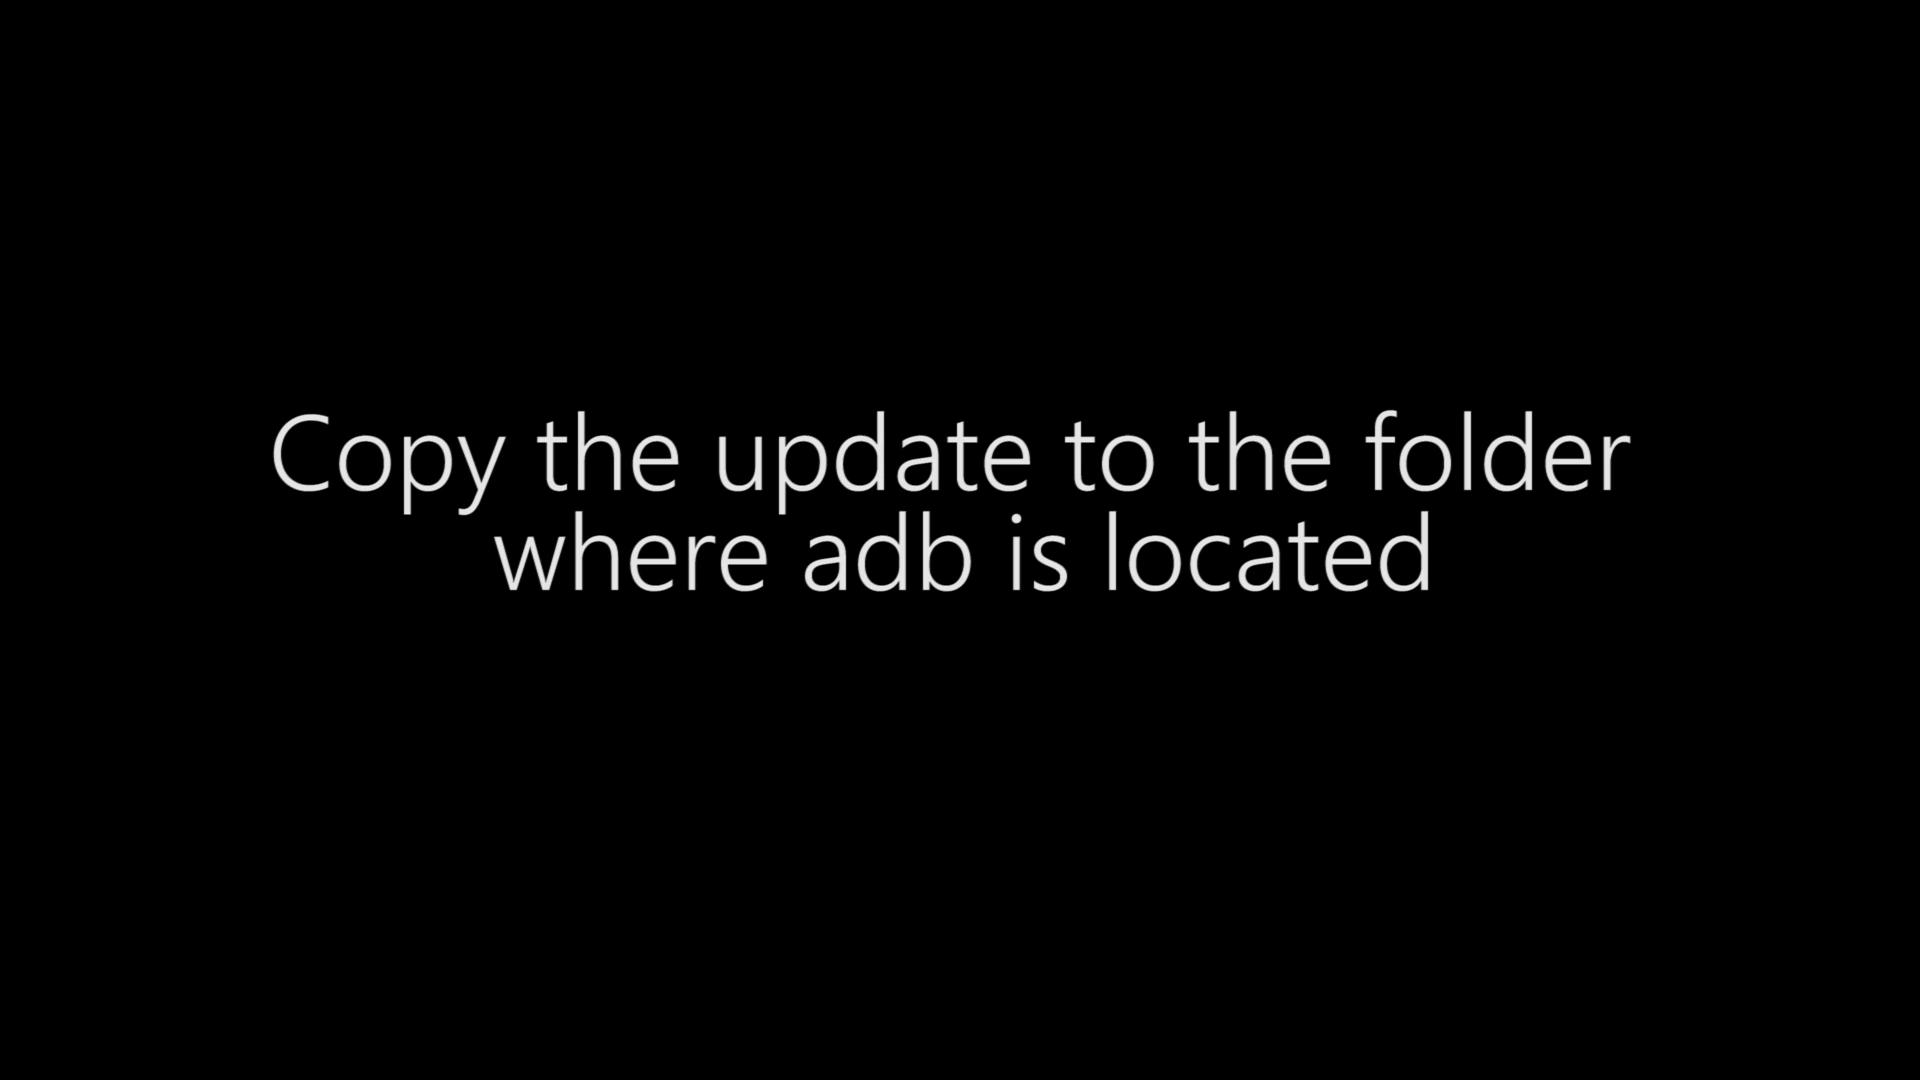 Copy the update to the folder
where adb is located